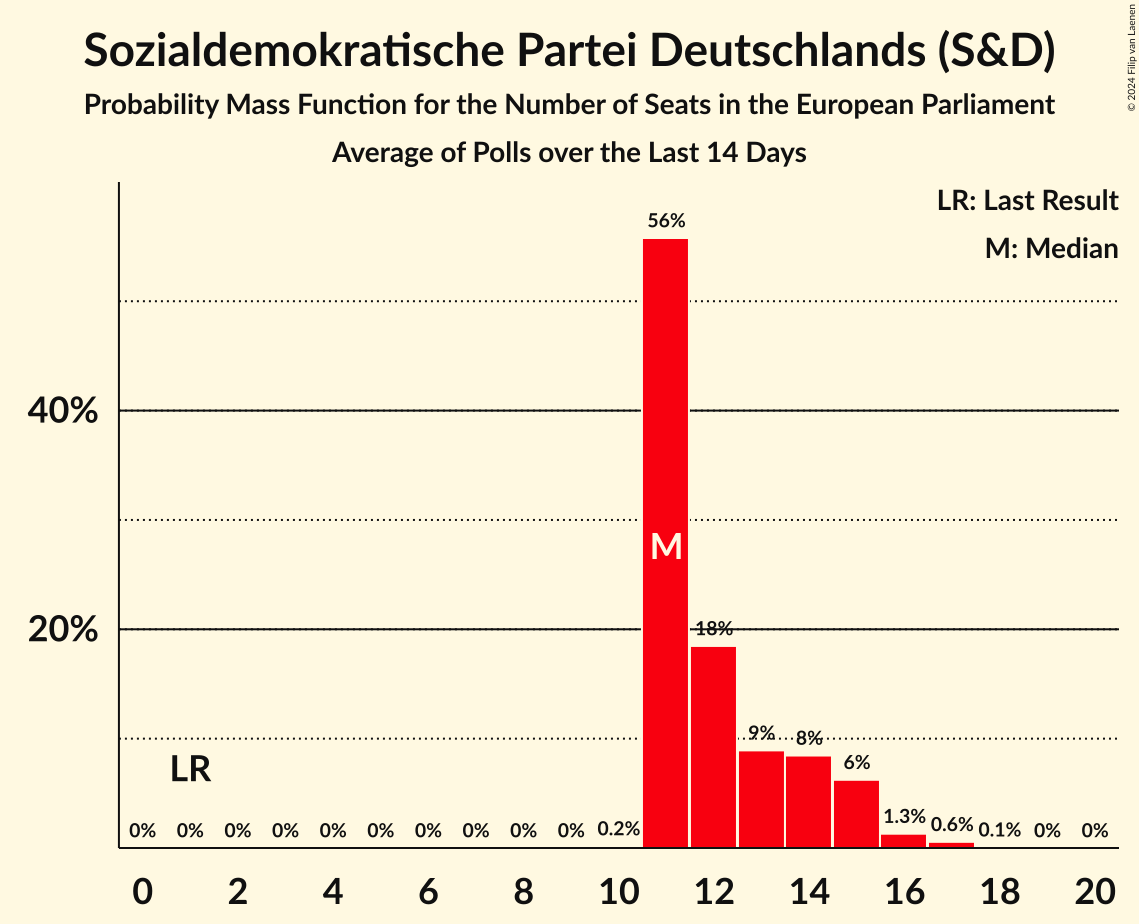 Sozialdemokratische Partei Deutschlands (S&D)
Probability Mass Function for the Number of Seats in the European Parliament
Average of Polls over the Last 14 Days
© 2024 Filip van Laenen
LR: Last Result
M: Median
56%
40%
M
20%
18%
9%
8%
6%
LR
0% 0% 0% 0% 0% 0% 0% 0% 0% 0% 0.2% 1.3% 0.6% 0.1% 0% 0%
0 2 4 6 8 10 12 14 16 18 20